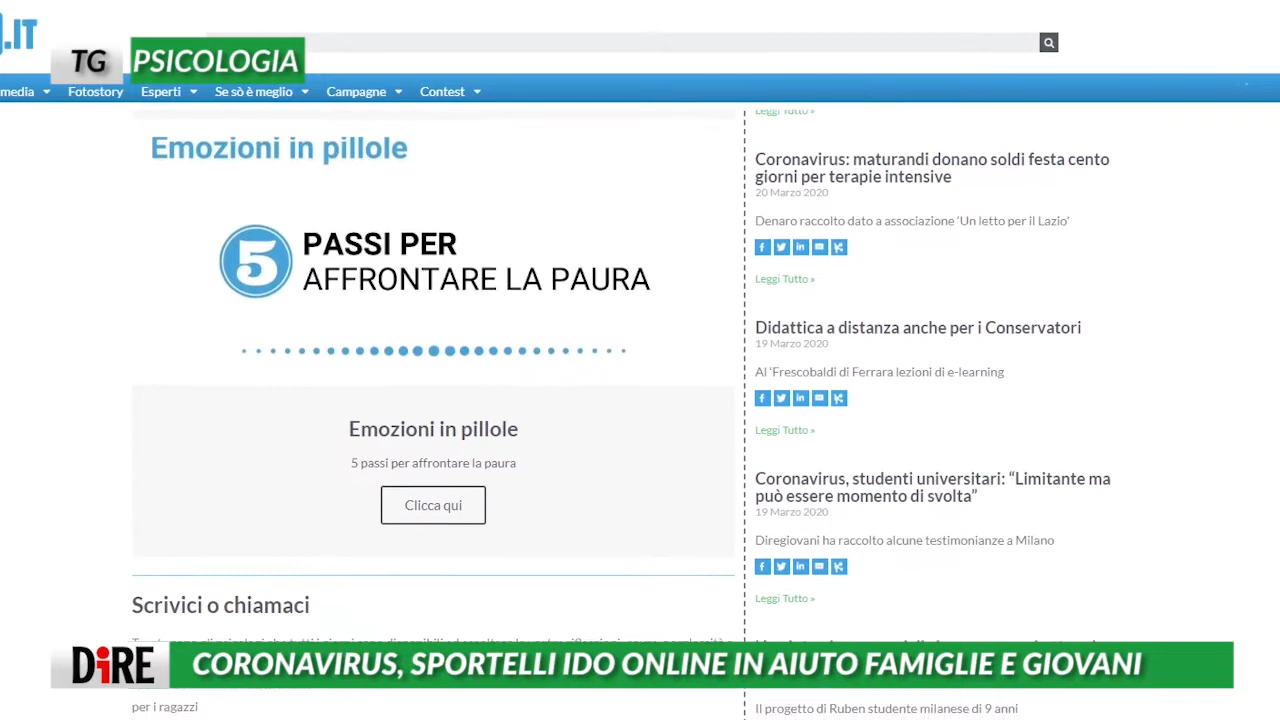 .IT
TG PSICOLOGIA
media Fotostory Esperti Se sò è meglio Campagne Contest
Emozioni in pillole
5 PASSI PER
AFFRONTARE LA PAURA
Emozioni in pillole
5 passi per affrontare la paura
Clicca qui
Scrivici o chiamaci
per i ragazzi
Leggi Tutto »
Coronavirus: maturandi donano soldi festa cento
giorni per terapie intensive
20 Marzo 2020
Denaro raccolto dato a associazione 'Un letto per il Lazio'
Leggi Tutto »
Didattica a distanza anche per i Conservatori
19 Marzo 2020
Al 'Frescobaldi di Ferrara lezioni di e-learning
Leggi Tutto »
Coronavirus, studenti universitari: “Limitante ma
può essere momento di svolta”
19 Marzo 2020
Diregiovani ha raccolto alcune testimonianze a Milano
Leggi Tutto »
Il progetto di Ruben studente milanese di 9 anni
DiRE CORONAVIRUS, SPORTELLI IDO ONLINE IN AIUTO FAMIGLIE E GIOVANI